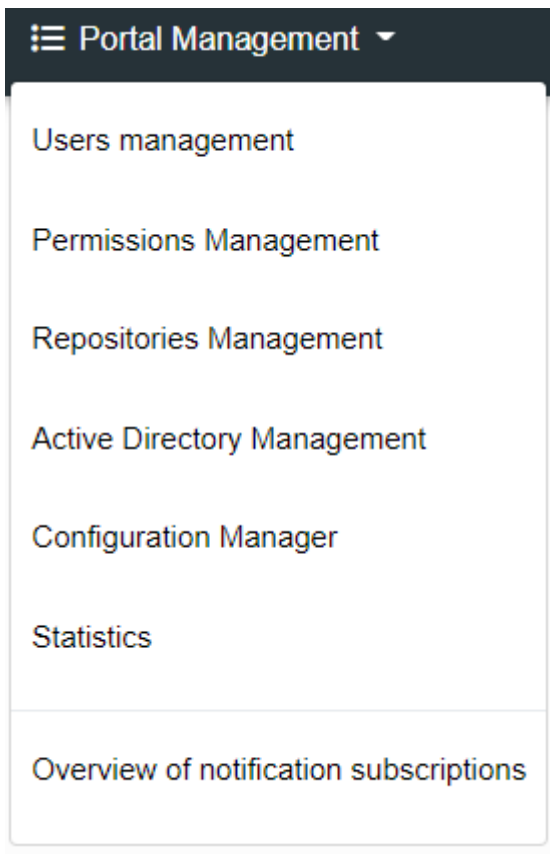 Portal Management
Users management
Permissions Management
Repositories Management
Active Directory Management
Configuration Manager
Statistics
Overview of notification subscriptions